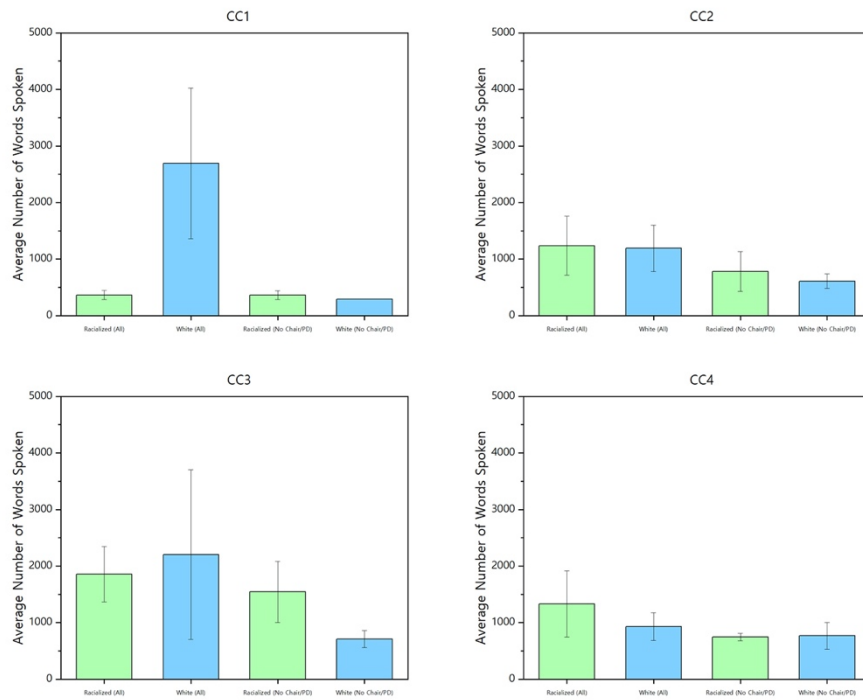 CC1
5000
4000
3000
2000
1000
0
Average Number of Words Spoken
Racialized (All)
White (All)
Racialized (No Chair/PD)
White (No Chair/PD)
CC2
5000
4000
3000
2000
1000
0
Average Number of Words Spoken
Racialized (All)
White (All)
Racialized (No Chair/PD)
White (No Chair/PD)
CC3
5000
4000
3000
2000
1000
0
Average Number of Words Spoken
Racialized (All)
White (All)
Racialized (No Chair/PD)
White (No Chair/PD)
CC4
5000
4000
3000
2000
1000
0
Average Number of Words Spoken
Racialized (All)
White (All)
Racialized (No Chair/PD)
White (No Chair/PD)